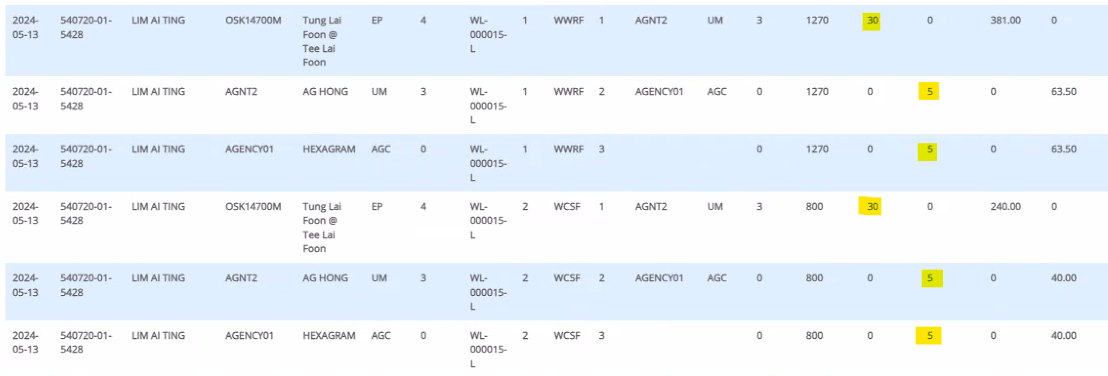 2024-05-13 540720-01-5428 LIM AI TING OSK14700M Tung Lai Foon @ Tee Lai Foon EP 4 WL-000015-L 1 WWRF 1 AGNT2 UM 3 1270 30 0 381.00 0
2024-05-13 540720-01-5428 LIM AI TING AGNT2 AG HONG UM 3 WL-000015-L 1 WWRF 2 AGENCY01 AGC 0 1270 0 5 0 63.50
2024-05-13 540720-01-5428 LIM AI TING AGENCY01 HEXAGRAM AGC 0 WL-000015-L 1 WWRF 3 0 1270 0 5 0 63.50
2024-05-13 540720-01-5428 LIM AI TING OSK14700M Tung Lai Foon @ Tee Lai Foon EP 4 WL-000015-L 2 WCSF 1 AGNT2 UM 3 800 30 0 240.00 0
2024-05-13 540720-01-5428 LIM AI TING AGNT2 AG HONG UM 3 WL-000015-L 2 WCSF 2 AGENCY01 AGC 0 800 0 5 0 40.00
2024-05-13 540720-01-5428 LIM AI TING AGENCY01 HEXAGRAM AGC 0 WL-000015-L 2 WCSF 3 0 800 0 5 0 40.00